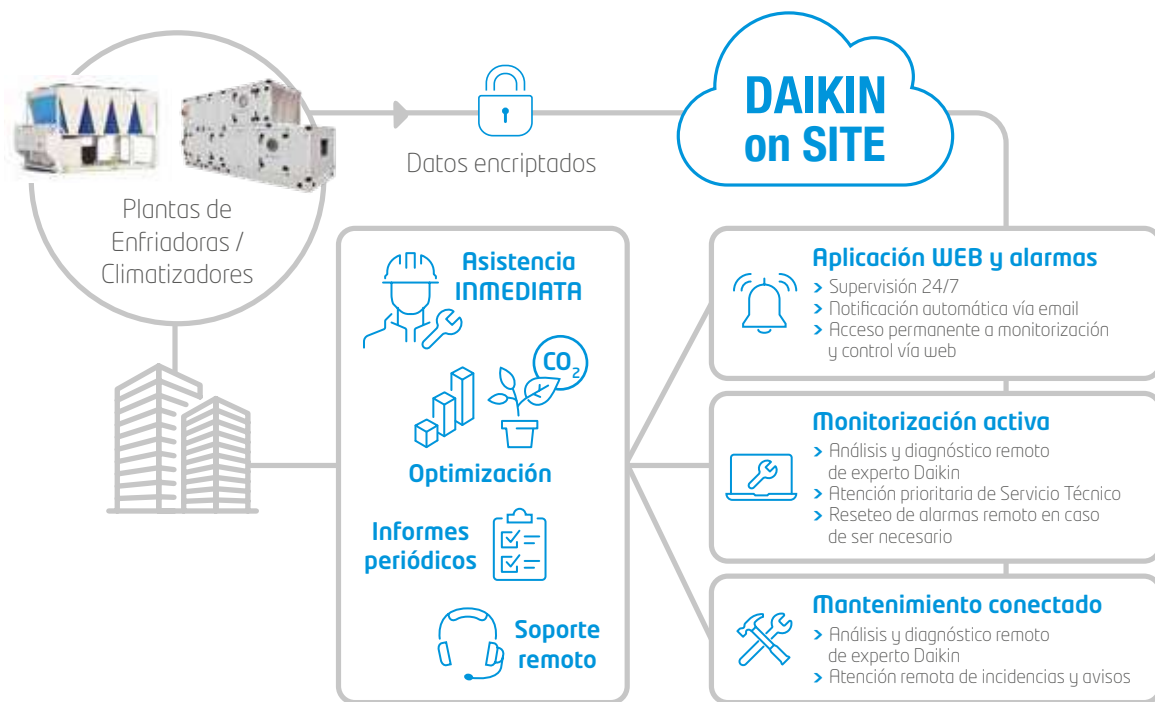 DAIKIN
on SITE
Datos encriptados
Plantas de
Enfriadoras /
Climatizadores
Asistencia
INMEDIATA
CO2
Optimización
Informes
periódicos
Soporte
remoto
Aplicación WEB y alarmas
> Supervisión 24/7
> Notificación automática vía email
> Acceso permanente a monitorización
y control vía web
Monitorización activa
> Análisis y diagnóstico remoto
de experto Daikin
> Atención prioritaria de Servicio Técnico
> Reseteo de alarmas remoto en caso
de ser necesario
Mantenimiento conectado
> Análisis y diagnóstico remoto
de experto Daikin
> Atención remota de incidencias y avisos